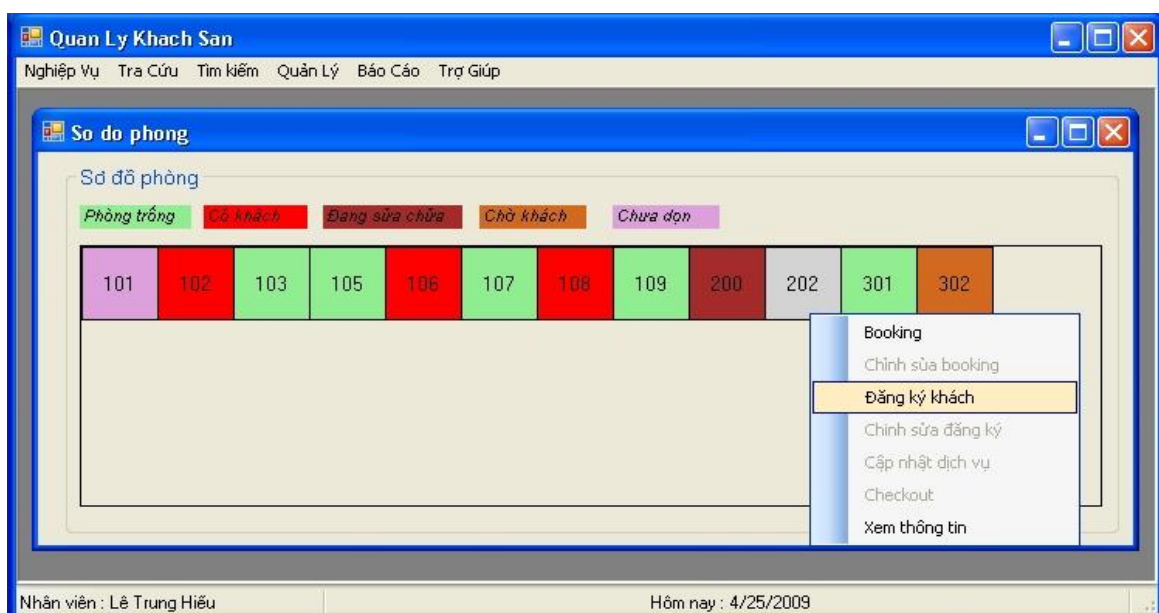 Quan Ly Khach San
Nghiệp Vụ Tra Cứu Tìm kiếm Quản Lý Báo Cáo Trợ Giúp
So do phong
Sơ đồ phòng
Phòng trống Có khách Đang sửa chữa Chờ khách Chưa dọn
101 102 103 105 106 107 108 109 200 202 301 302
Booking
Chỉnh sửa booking
Đăng ký khách
Chỉnh sửa đăng ký
Cập nhật dịch vụ
Checkout
Xem thông tin
Nhân viên : Lê Trung Hiếu Hôm nay : 4/25/2009